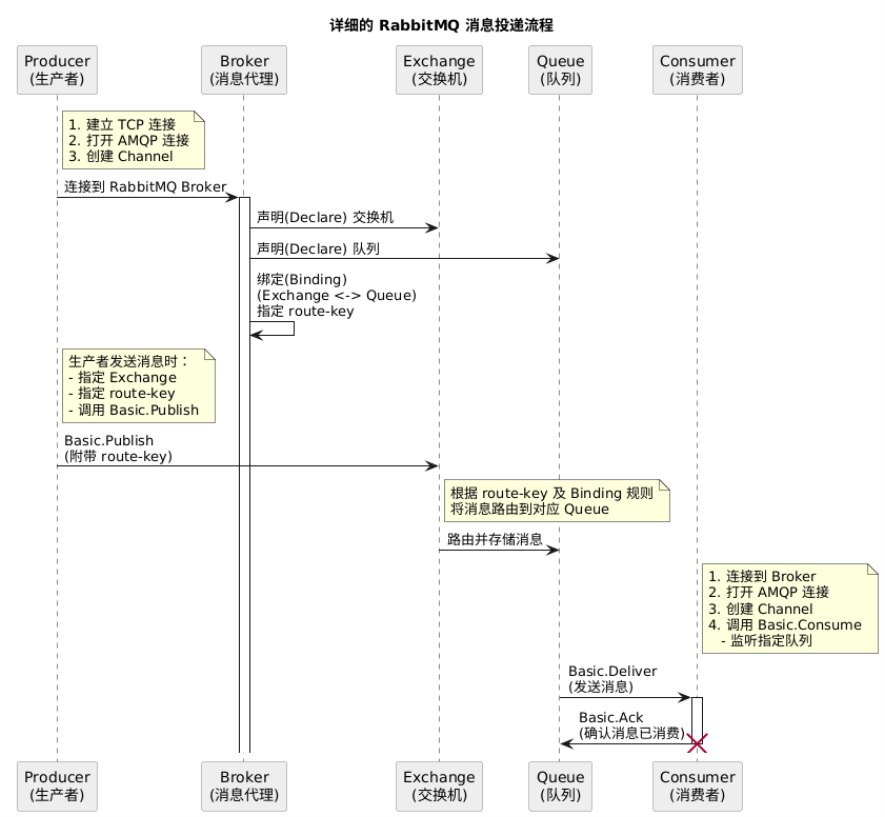 详细的 RabbitMQ 消息投递流程
Producer
(生产者)
Broker
(消息代理)
Exchange
(交换机)
Queue
(队列)
Consumer
(消费者)
1. 建立 TCP 连接
2. 打开 AMQP 连接
3. 创建 Channel
连接到 RabbitMQ Broker
声明(Declare) 交换机
声明(Declare) 队列
绑定(Binding)
(Exchange <-> Queue)
指定 route-key
生产者发送消息时：
- 指定 Exchange
- 指定 route-key
- 调用 Basic.Publish
Basic.Publish
(附带 route-key)
根据 route-key 及 Binding 规则
将消息路由到对应 Queue
路由并存储消息
1. 连接到 Broker
2. 打开 AMQP 连接
3. 创建 Channel
4. 调用 Basic.Consume
- 监听指定队列
Basic.Deliver
(发送消息)
Basic.Ack
(确认消息已消费)
Producer
(生产者)
Broker
(消息代理)
Exchange
(交换机)
Queue
(队列)
Consumer
(消费者)